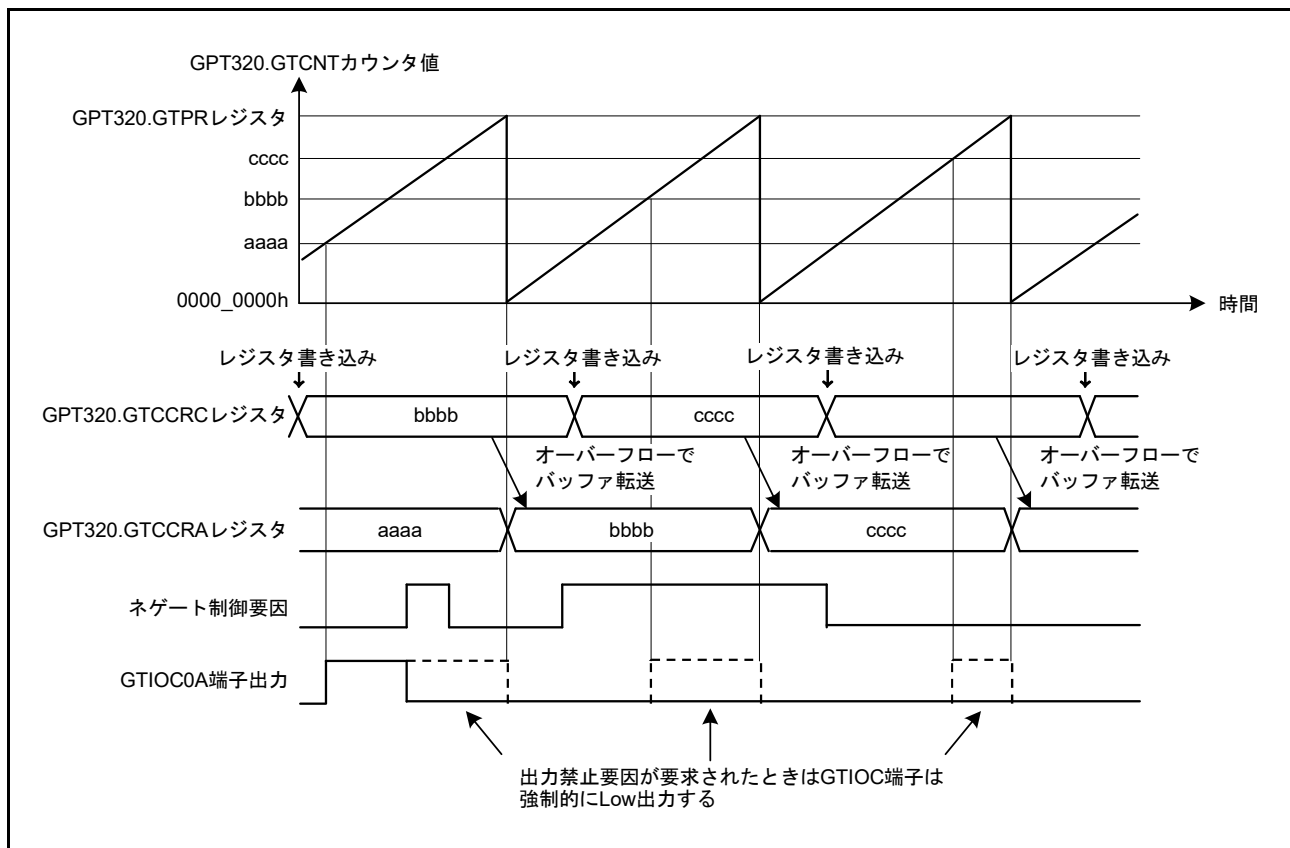 GPT320.GTCNTカウンタ値
GPT320.GTPRレジスタ
cccc
bbbb
aaaa
0000_0000h
時間
レジスタ書き込み
レジスタ書き込み
レジスタ書き込み
レジスタ書き込み
GPT320.GTCCRCレジスタ
bbbb
cccc
オーバーフローで
バッファ転送
オーバーフローで
バッファ転送
オーバーフローで
バッファ転送
GPT320.GTCCRAレジスタ
aaaa
bbbb
cccc
ネゲート制御要因
GTIOC0A端子出力
出力禁止要因が要求されたときはGTIOC端子は
強制的にLow出力する